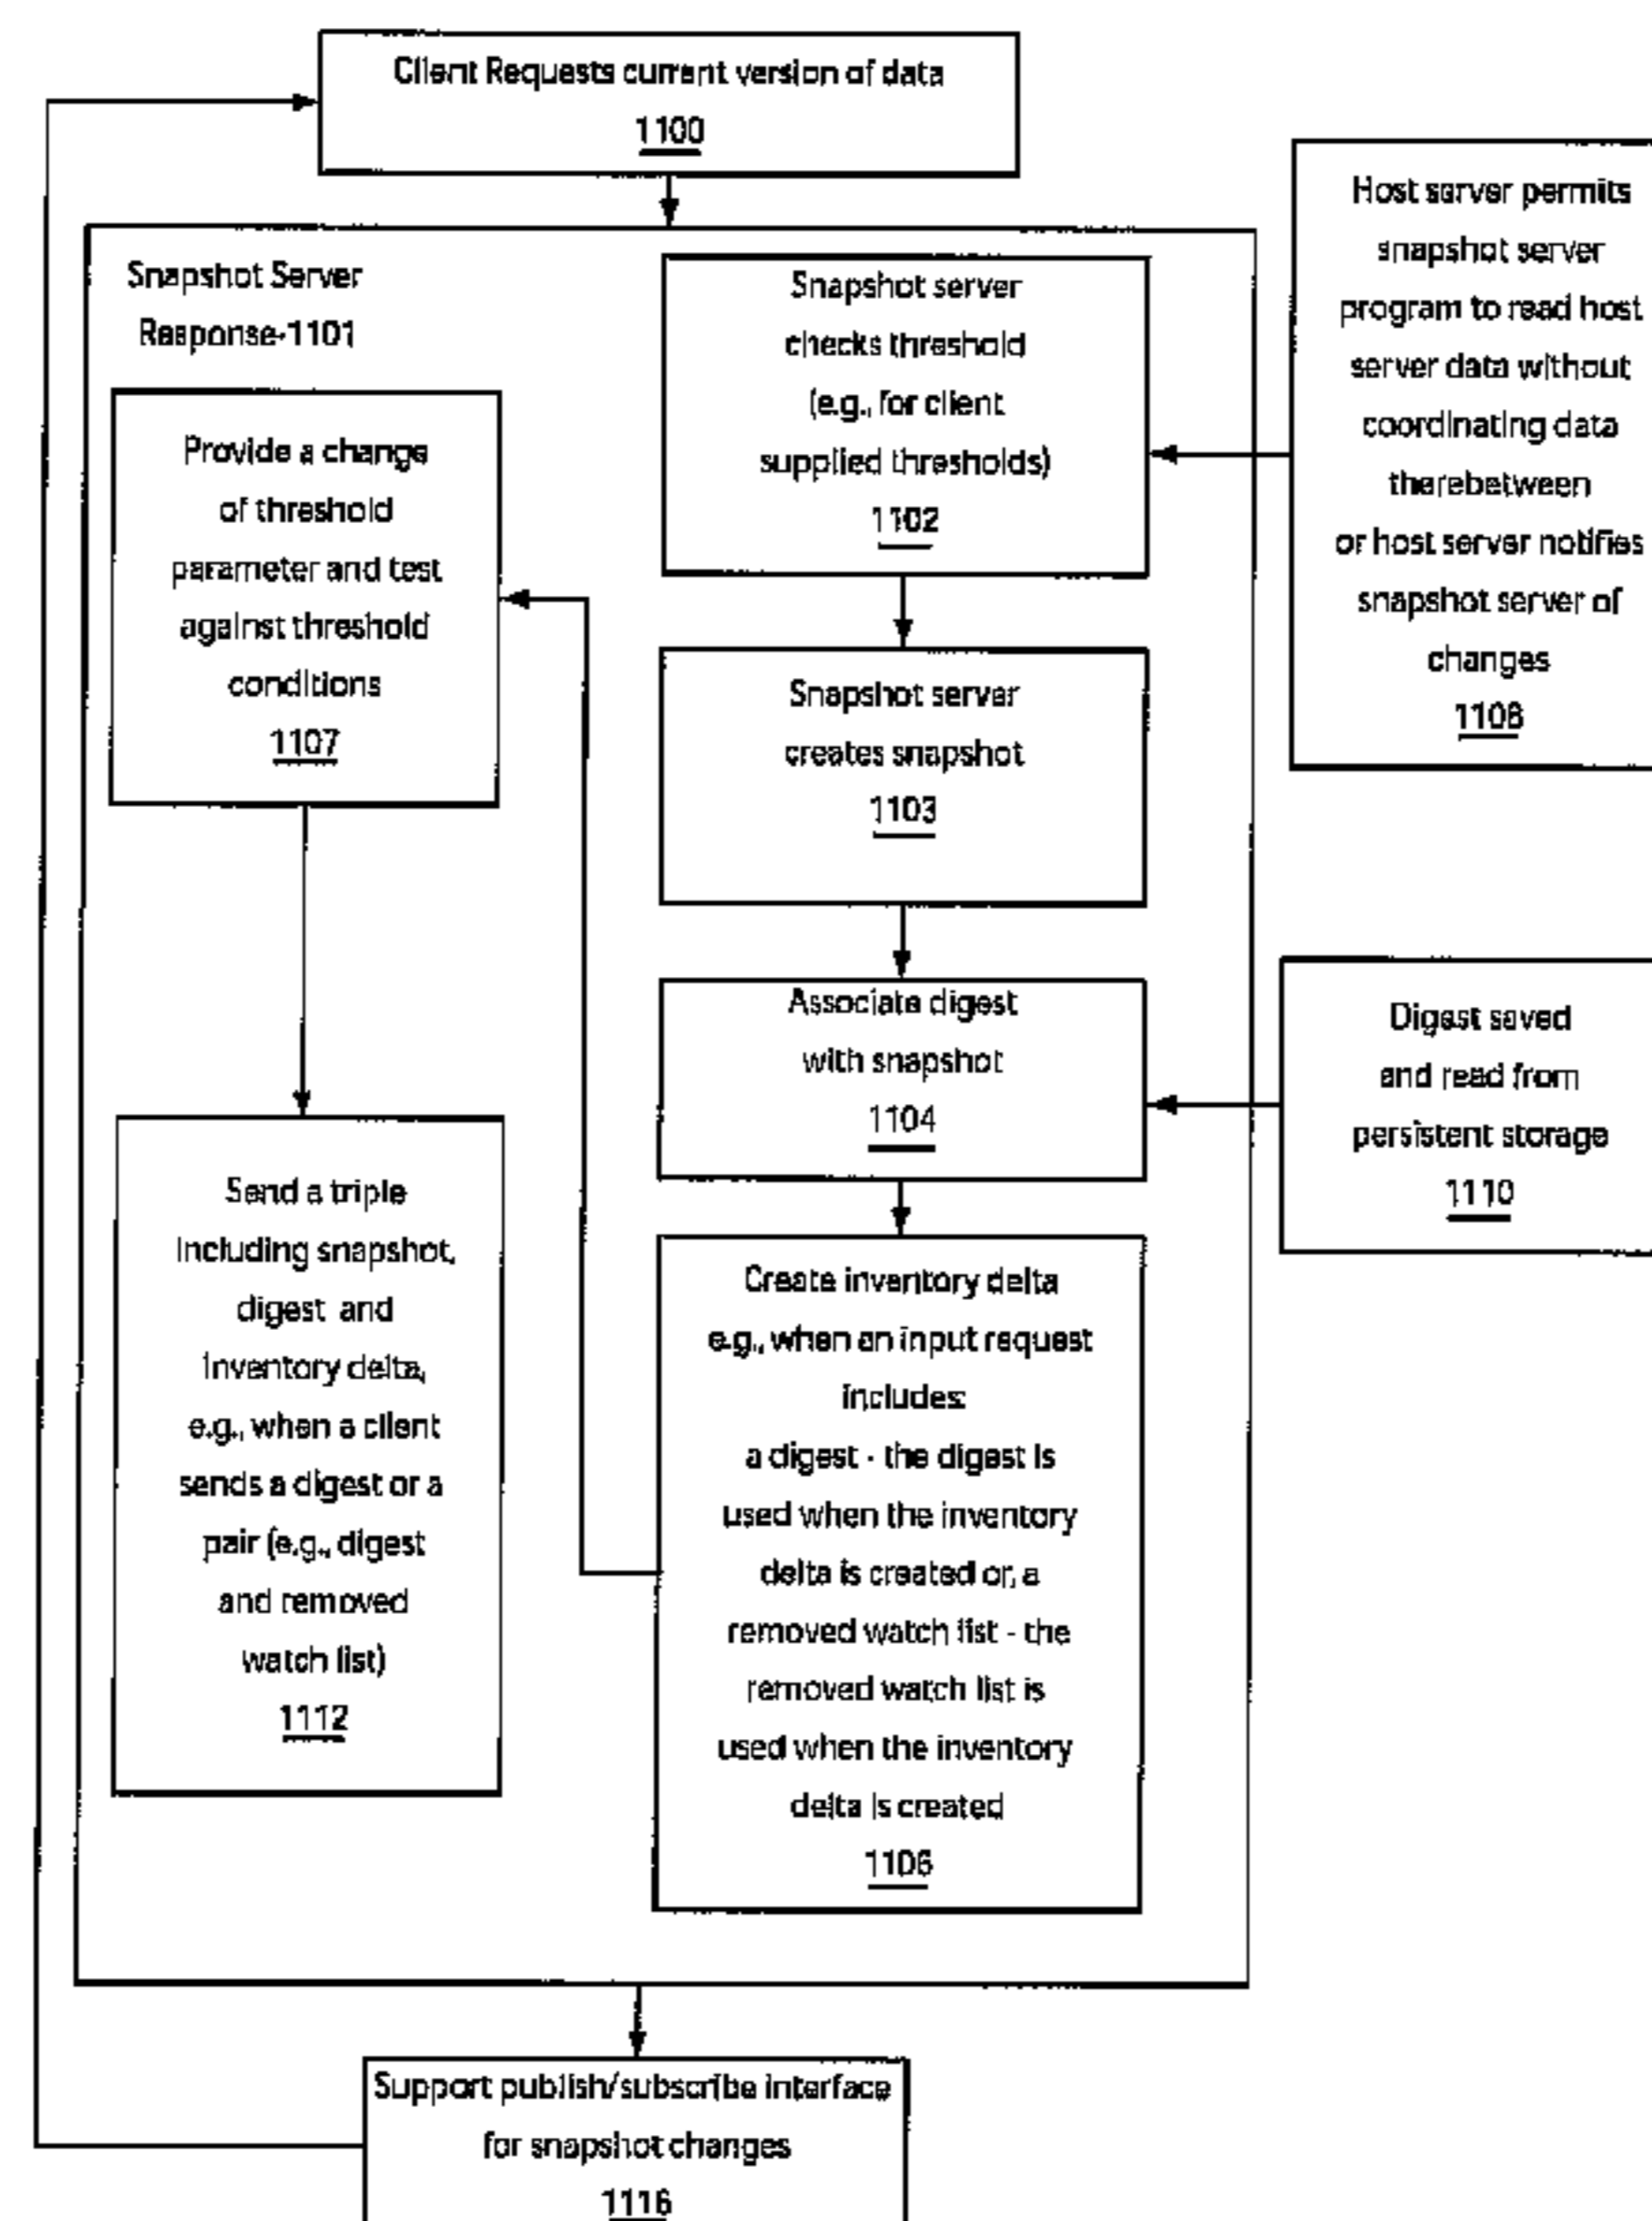 Client Requests current version of data
1100
Snapshot Server
Response-1101
Snapshot server
checks threshold
(e.g., for client
supplied thresholds)
1102
Host server permits
snapshot server
program to read host
server data without
coordinating data
therebetween
or host server notifies
snapshot server of
changes
1108
Provide a change
of threshold
parameter and test
against threshold
conditions
1107
Snapshot server
creates snapshot
1103
Associate digest
with snapshot
1104
Digest saved
and read from
persistent storage
1110
Send a triple
including snapshot,
digest and
inventory delta,
e.g., when a client
sends a digest or a
pair (e.g., digest
and removed
watch list)
1112
Create inventory delta
e.g., when an input request
includes:
a digest - the digest is
used when the inventory
delta is created or, a
removed watch list - the
removed watch list is
used when the inventory
delta is created
1106
Support publish/subscribe interface
for snapshot changes
1116